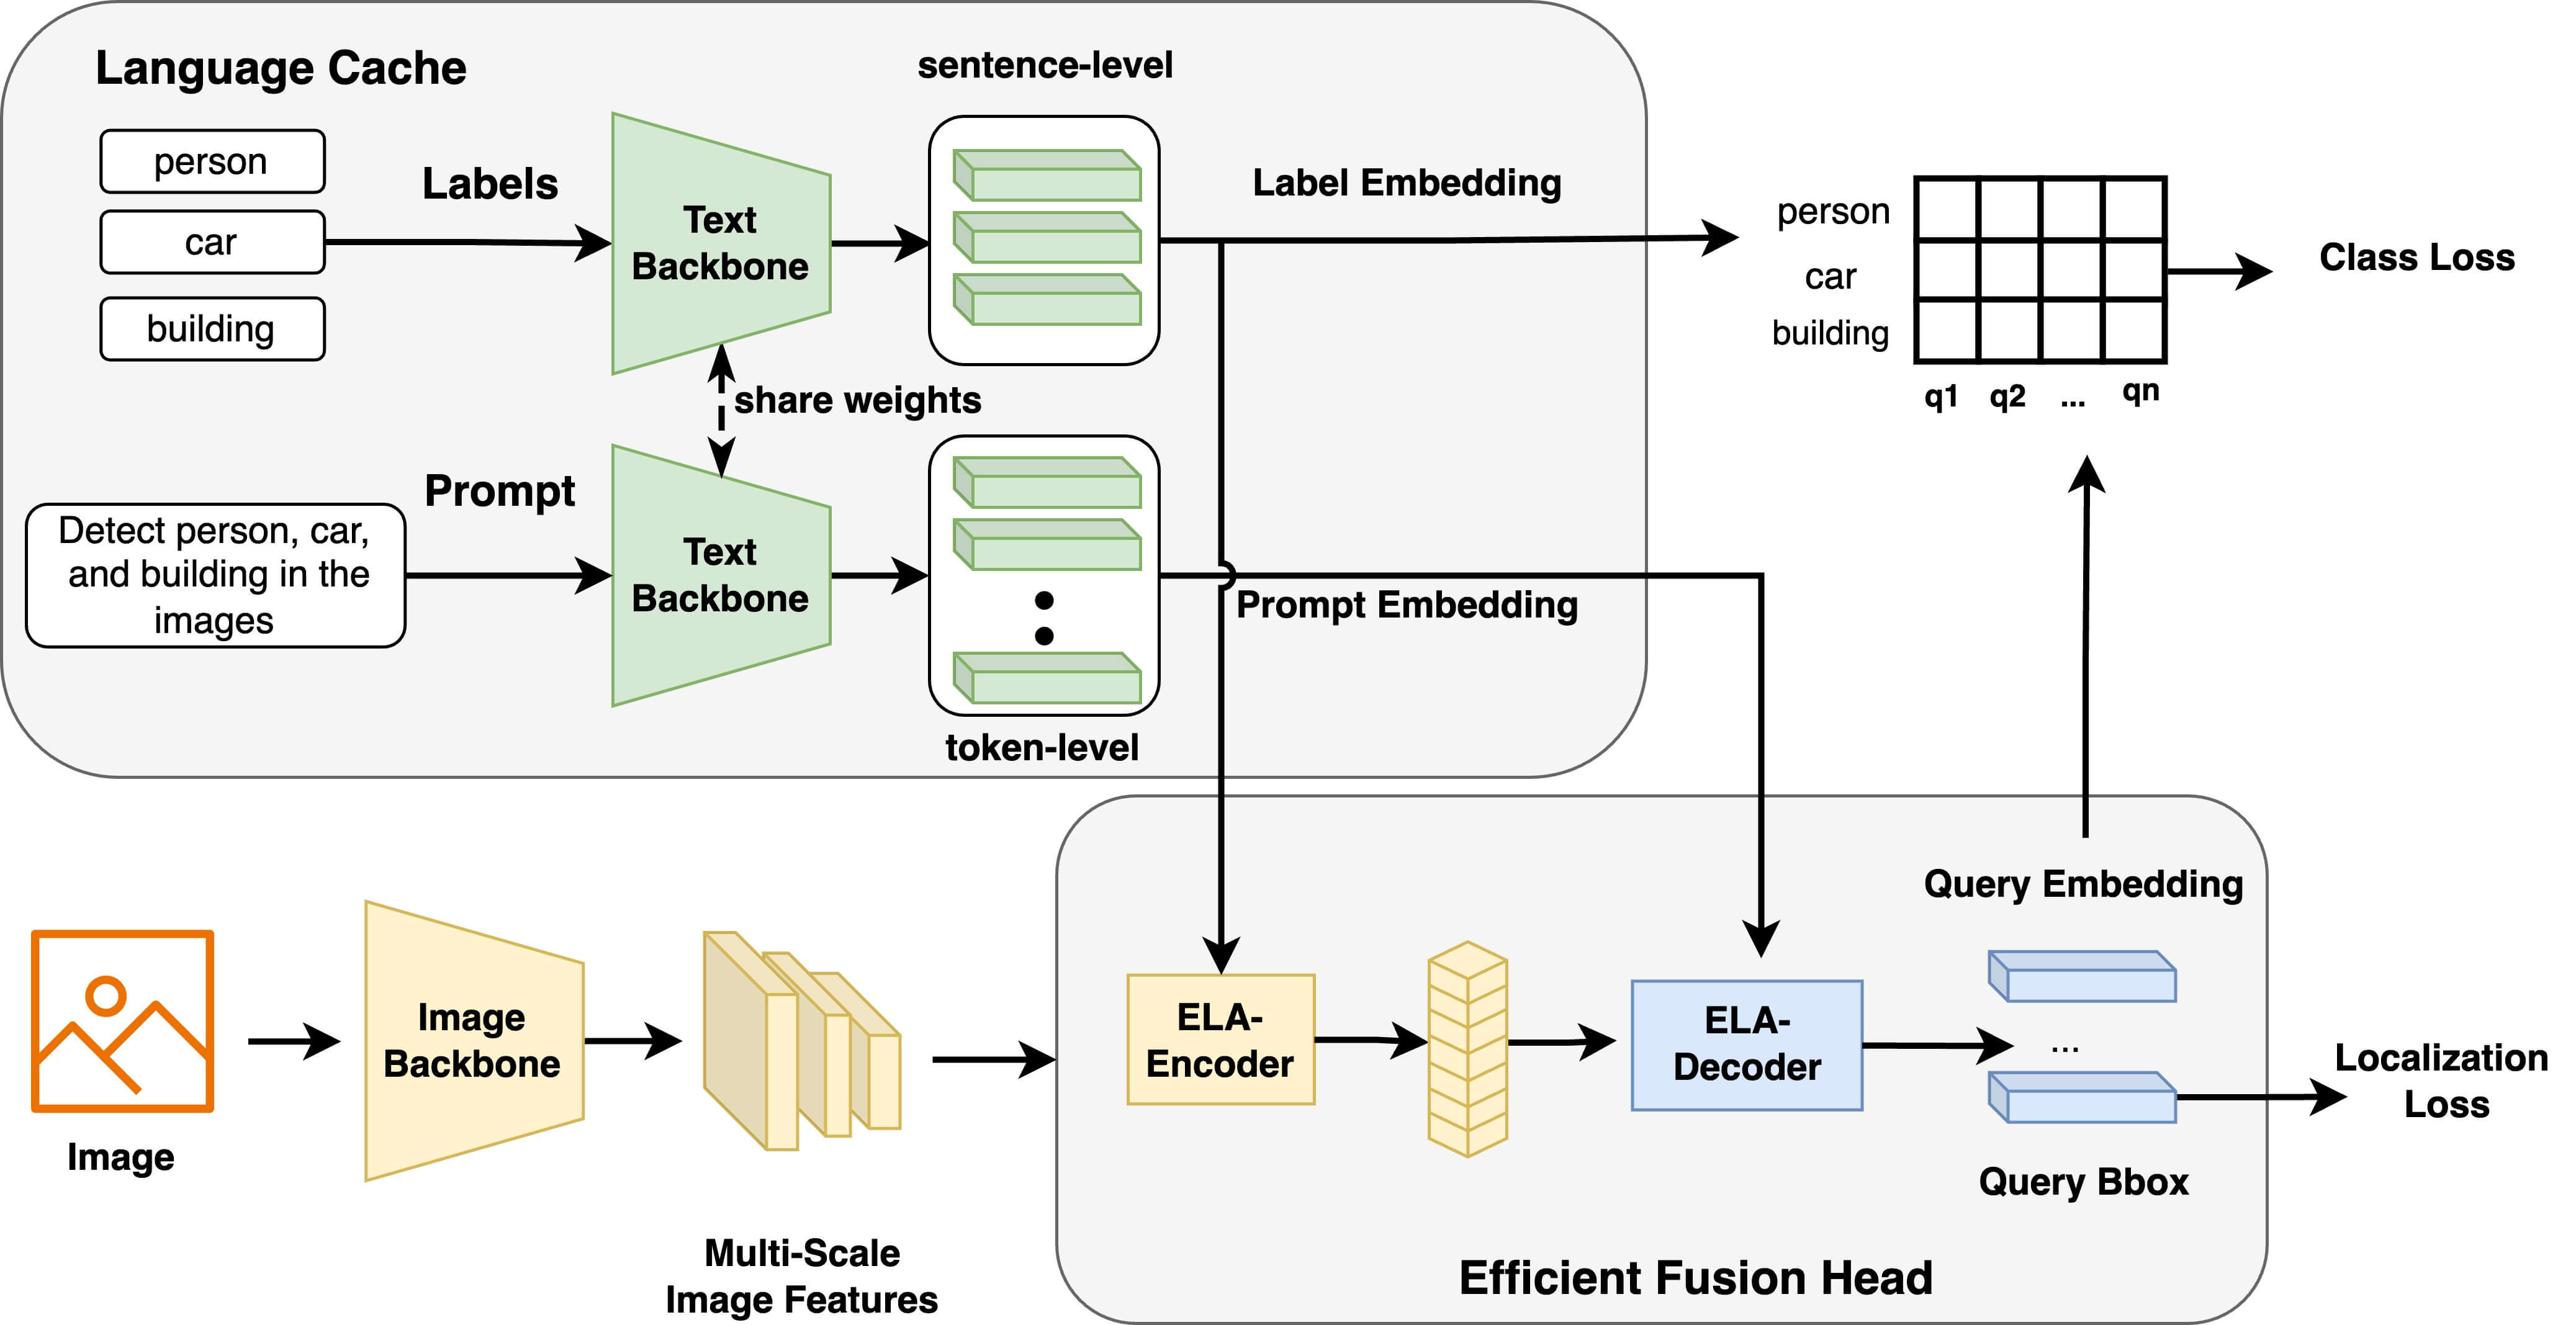 Language Cache
sentence-level
person
car
building
Labels
Text
Backbone
Label Embedding
person
car
building
q1 q2 ... qn
Class Loss
share weights
Prompt
Detect person, car,
and building in the
images
Text
Backbone
Prompt Embedding
token-level
Image
Image
Backbone
Multi-Scale
Image Features
ELA-
Encoder
ELA-
Decoder
Query Embedding
...
Query Bbox
Localization
Loss
Efficient Fusion Head